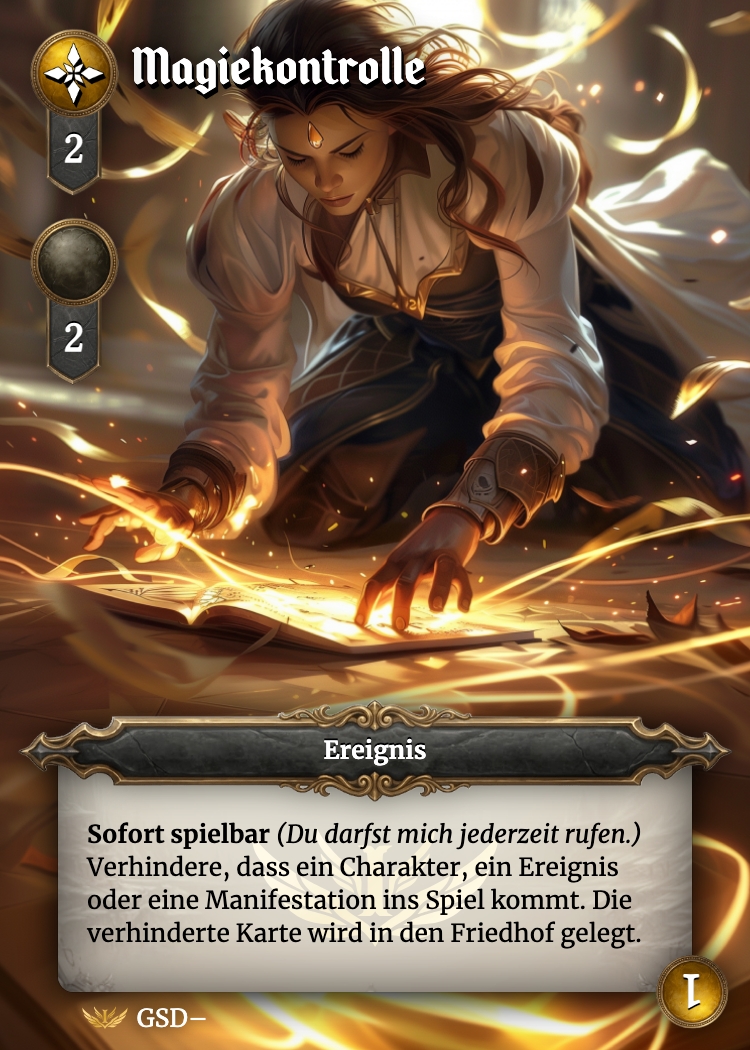 Magiekontrolle
2
2
Ereignis
Sofort spielbar (Du darfst mich jederzeit rufen.)
Verhindere, dass ein Charakter, ein Ereignis
oder eine Manifestation ins Spiel kommt. Die
verhinderte Karte wird in den Friedhof gelegt.
GSD–
1